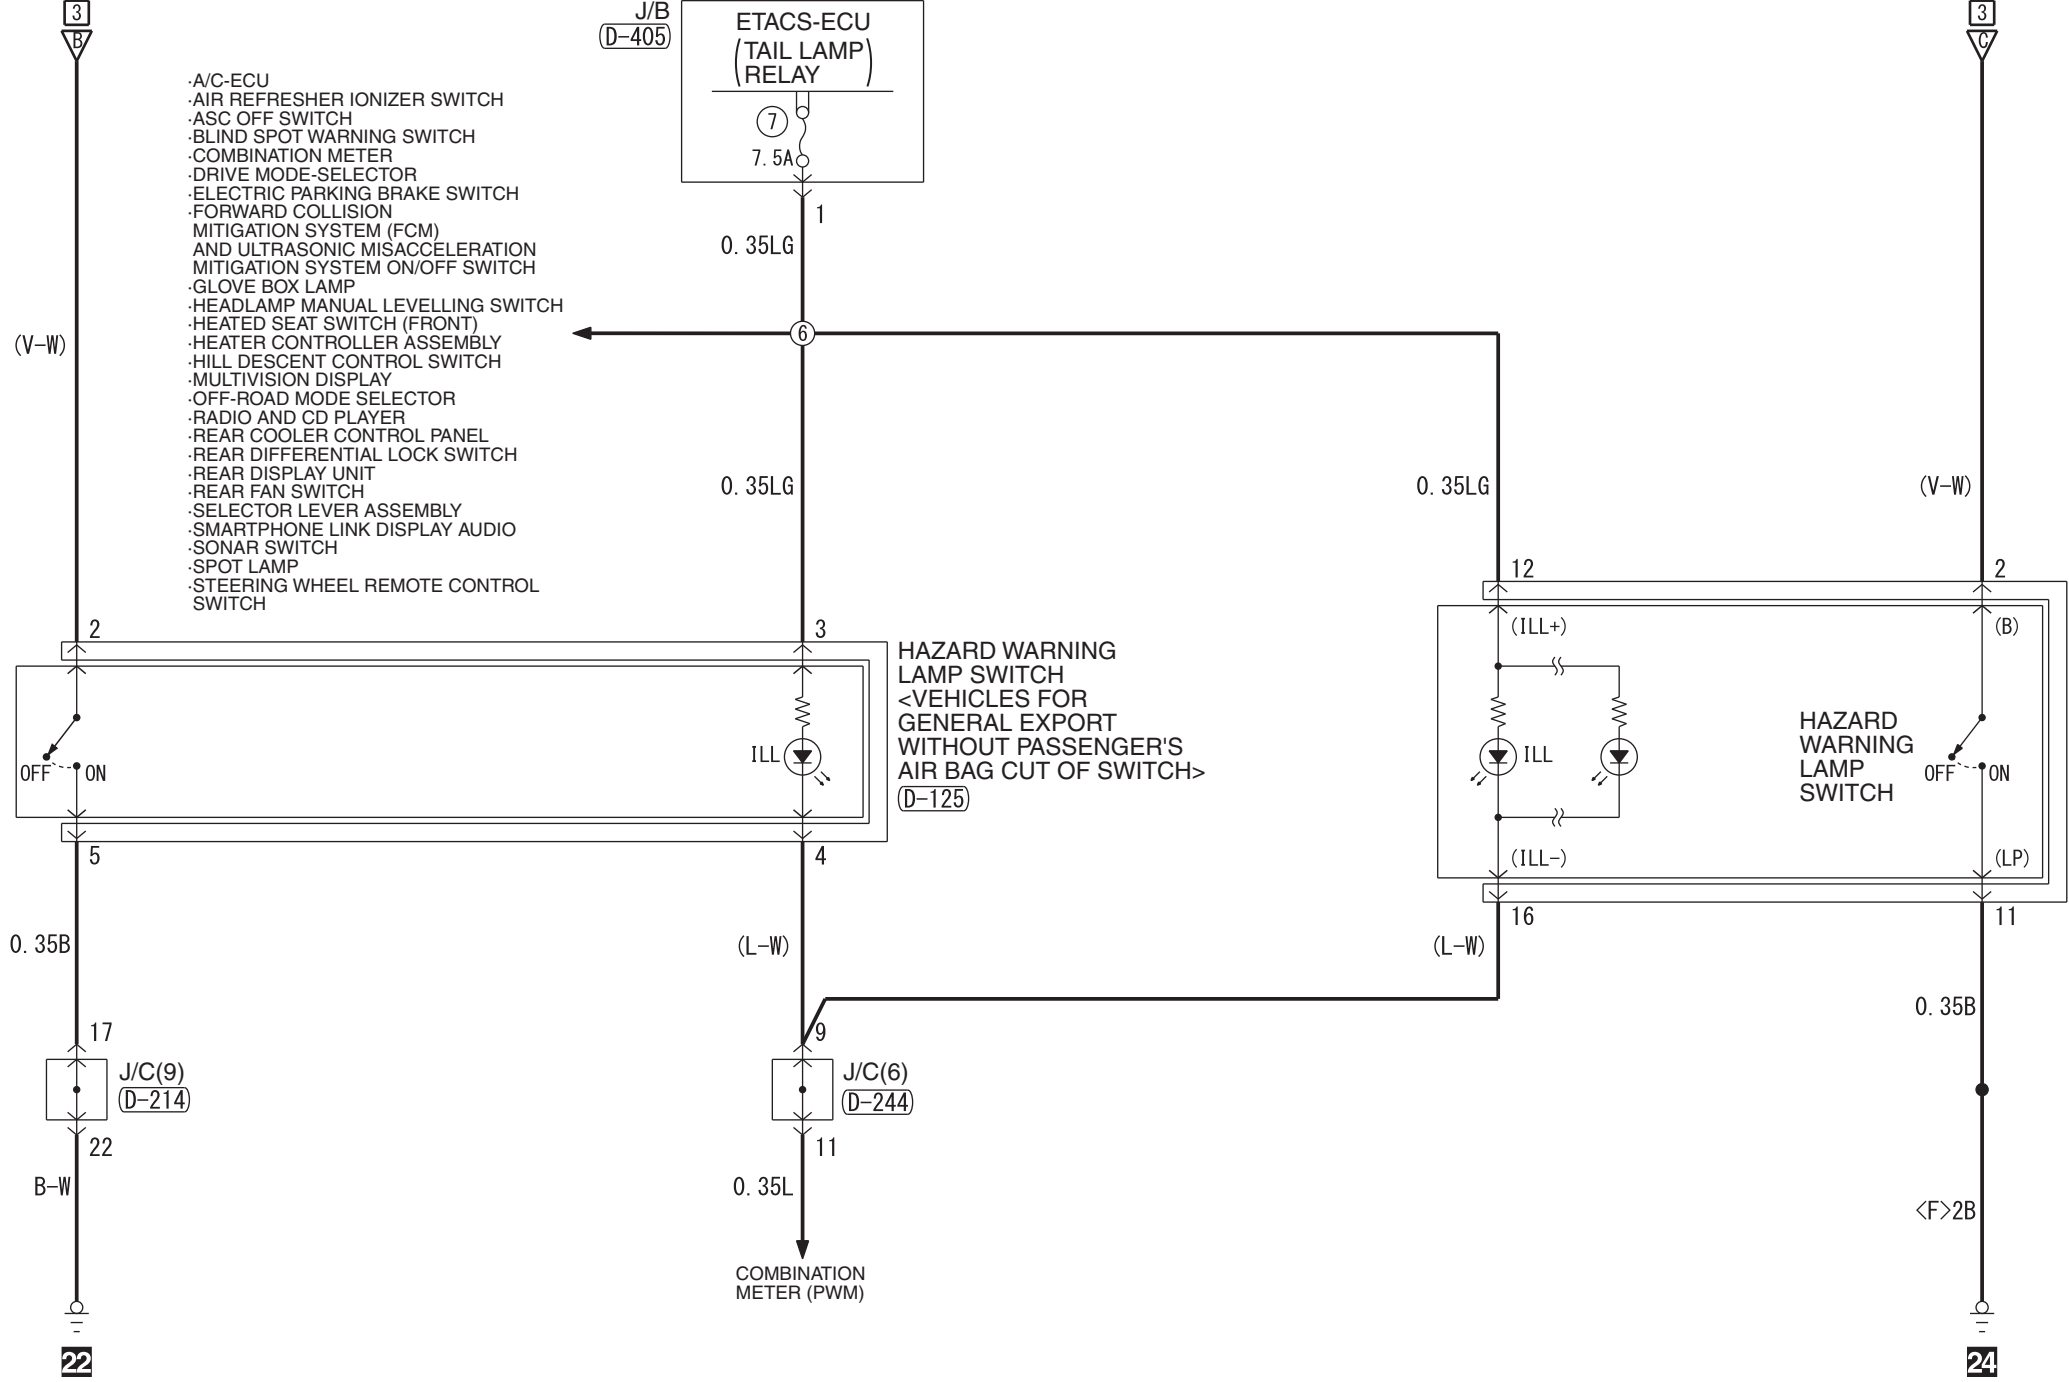 3
B
J/B
(D-405)
ETACS-ECU
(TAIL LAMP
RELAY)
7
7.5A
1
0.35LG
3
C
·A/C-ECU
·AIR REFRESHER IONIZER SWITCH
·ASC OFF SWITCH
·BLIND SPOT WARNING SWITCH
·COMBINATION METER
·DRIVE MODE-SELECTOR
·ELECTRIC PARKING BRAKE SWITCH
·FORWARD COLLISION
MITIGATION SYSTEM (FCM)
AND ULTRASONIC MISACCELERATION
MITIGATION SYSTEM ON/OFF SWITCH
·GLOVE BOX LAMP
·HEADLAMP MANUAL LEVELLING SWITCH
·HEATED SEAT SWITCH (FRONT)
·HEATER CONTROLLER ASSEMBLY
·HILL DESCENT CONTROL SWITCH
·MULTIVISION DISPLAY
·OFF-ROAD MODE SELECTOR
·RADIO AND CD PLAYER
·REAR COOLER CONTROL PANEL
·REAR DIFFERENTIAL LOCK SWITCH
·REAR DISPLAY UNIT
·REAR FAN SWITCH
·SELECTOR LEVER ASSEMBLY
·SMARTPHONE LINK DISPLAY AUDIO
·SONAR SWITCH
·SPOT LAMP
·STEERING WHEEL REMOTE CONTROL
SWITCH
(V-W)
6
0.35LG
0.35LG
(V-W)
2
3
12
2
HAZARD WARNING
LAMP SWITCH
<VEHICLES FOR
GENERAL EXPORT
WITHOUT PASSENGER'S
AIR BAG CUT OF SWITCH>
(D-125)
OFF
ON
ILL
(ILL+)
(B)
ILL
HAZARD
WARNING
LAMP
SWITCH
OFF
ON
(ILL-)
(LP)
5
4
16
11
0.35B
(L-W)
(L-W)
0.35B
17
9
J/C(9)
(D-214)
J/C(6)
(D-244)
22
11
B-W
0.35L
<F>2B
COMBINATION
METER (PWM)
22
24